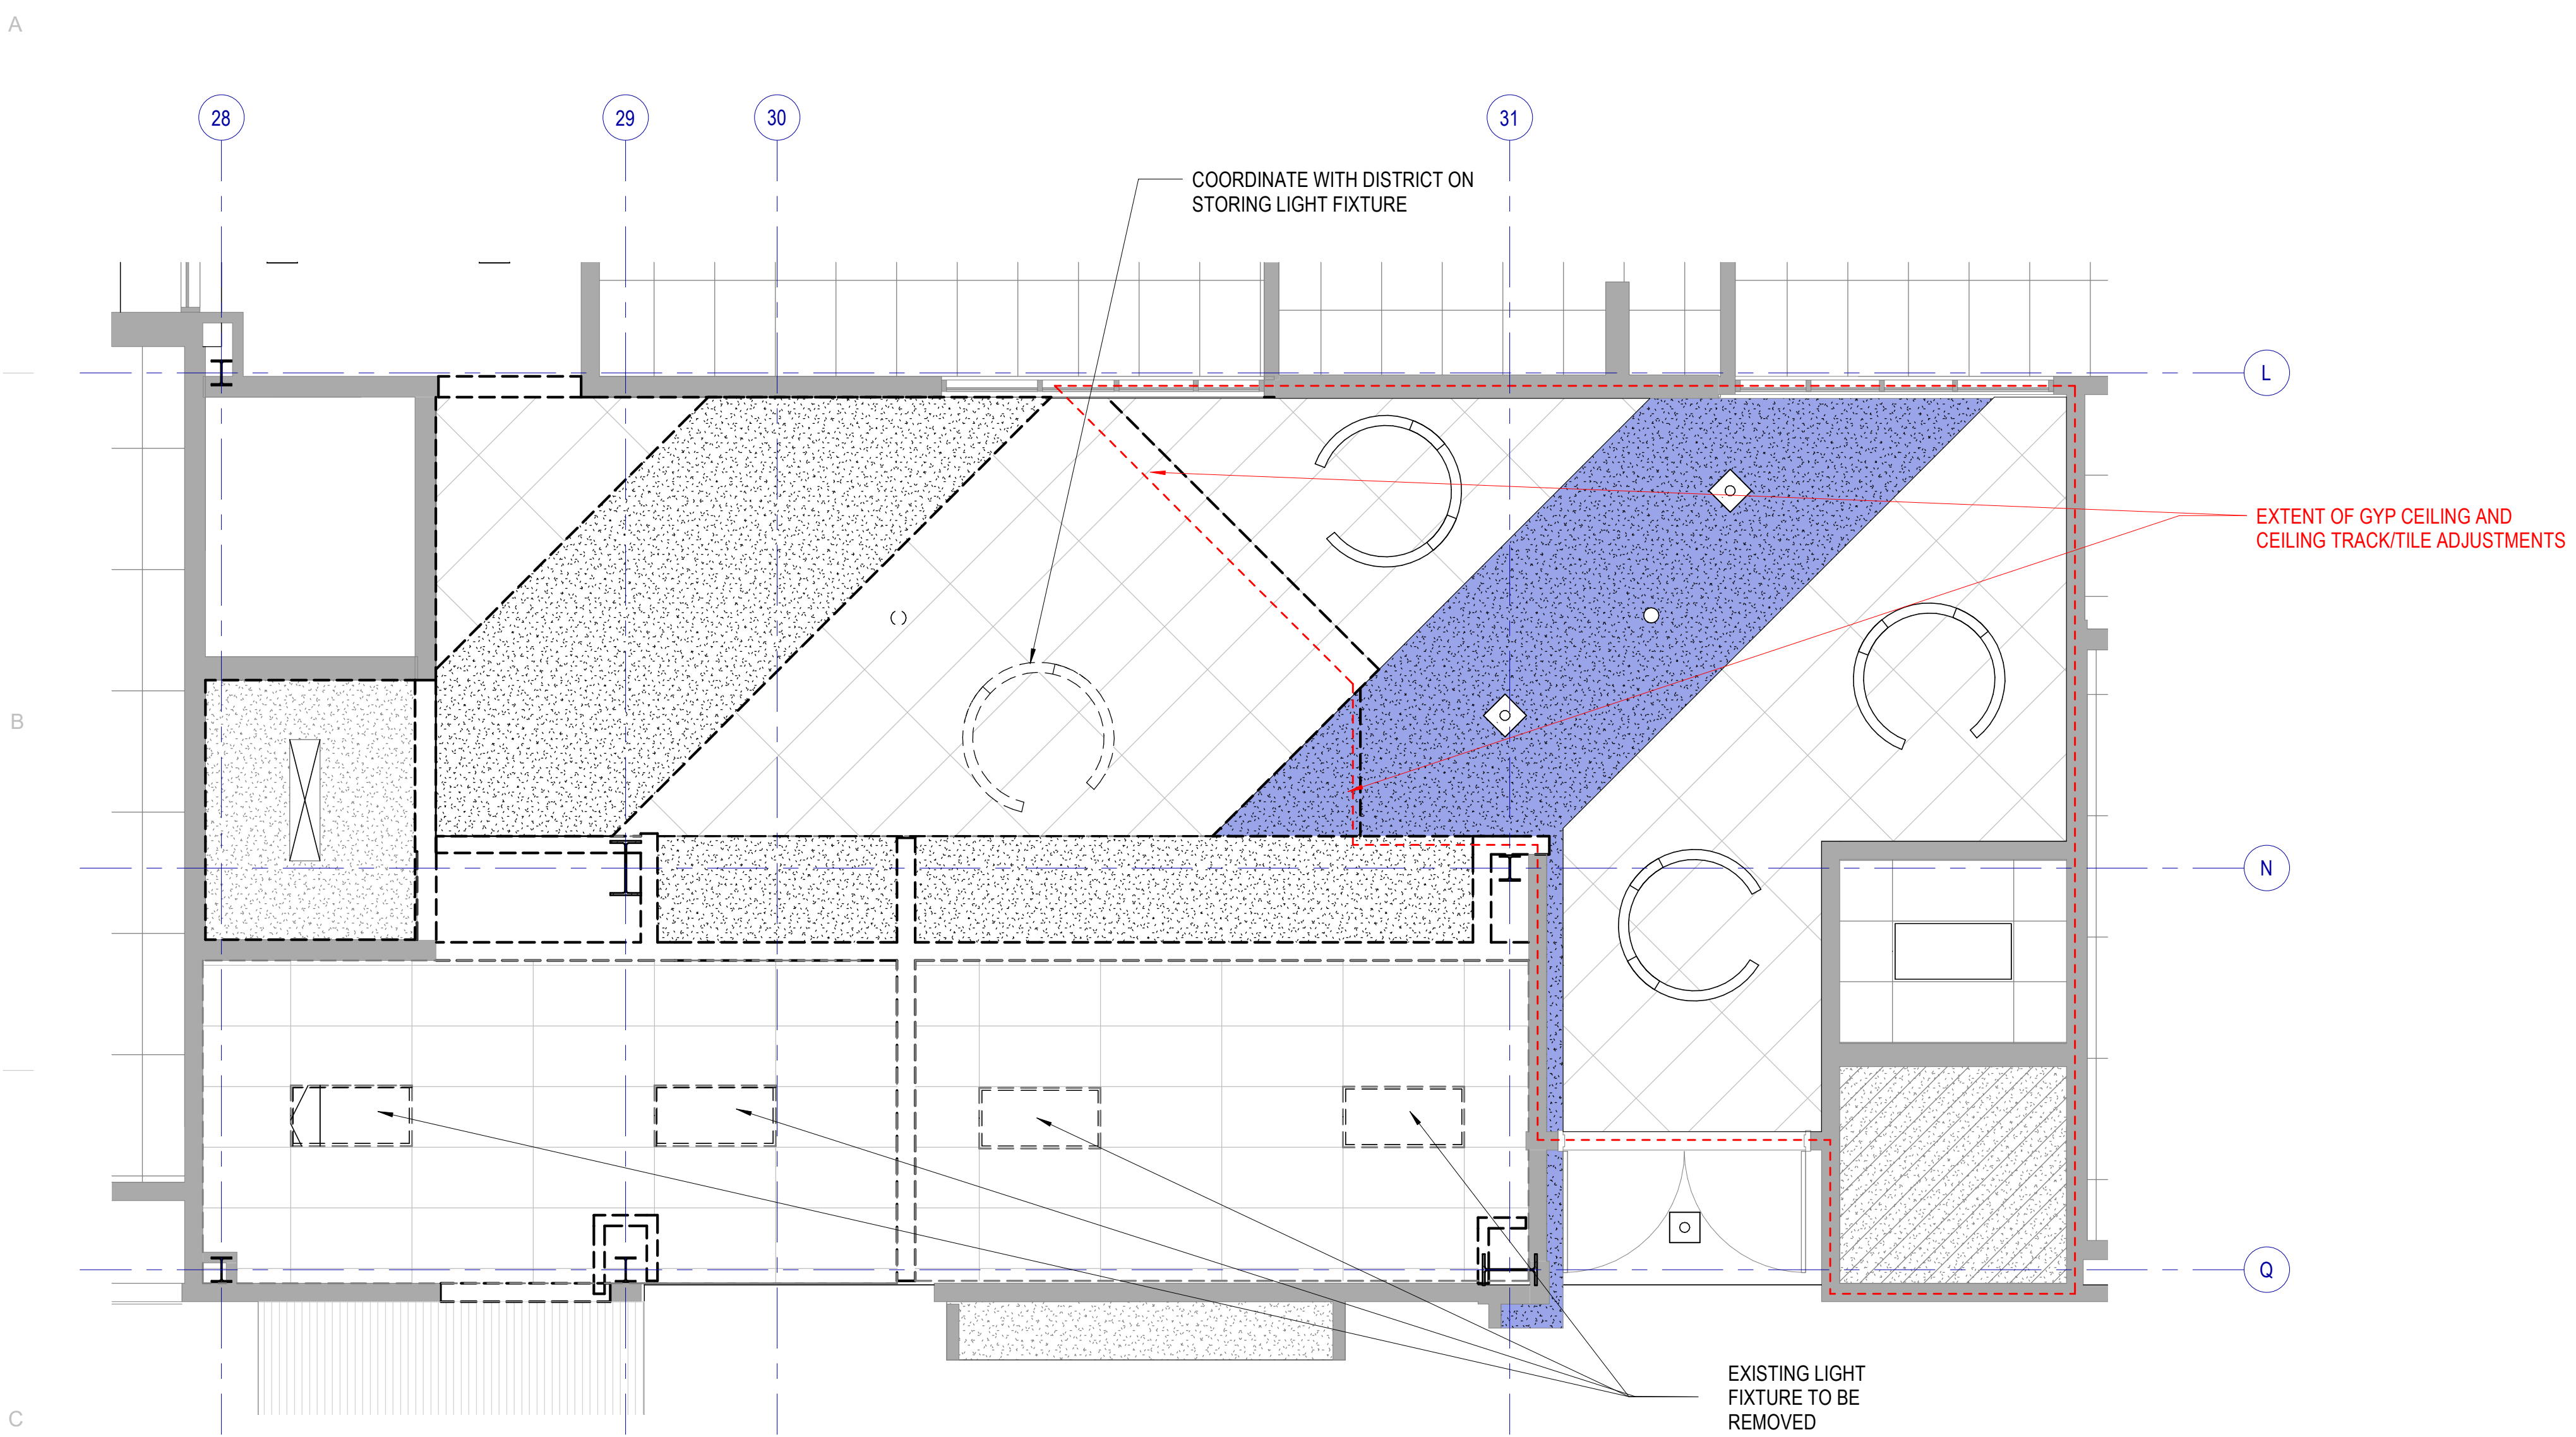 A
28
29
30
31
COORDINATE WITH DISTRICT ON
STORING LIGHT FIXTURE
L
EXTENT OF GYP CEILING AND
CEILING TRACK/TILE ADJUSTMENTS
B
N
Q
EXISTING LIGHT
FIXTURE TO BE
REMOVED
C